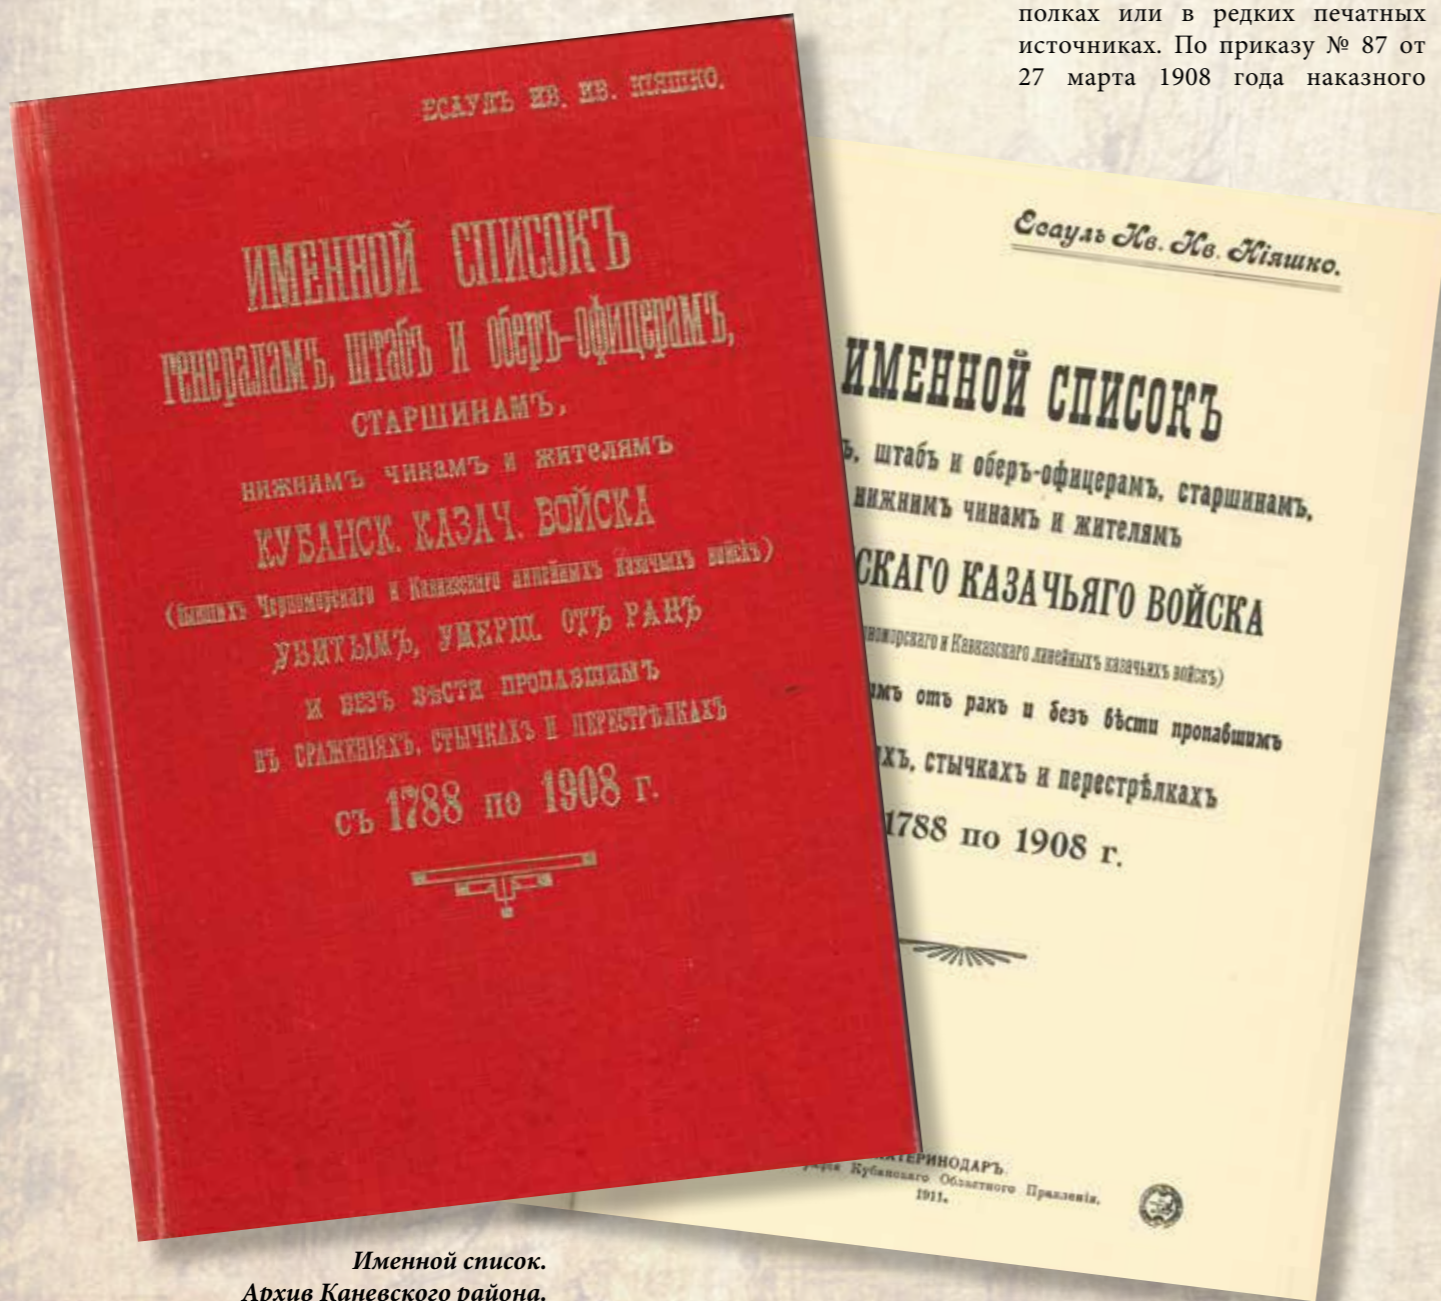 полках или в редких печатных
источниках. По приказу № 87 от
27 марта 1908 года наказного
ЕСАУЛЪ ИВ. ИВ. КІЯШКО.
ИМЕННОЙ СПИСОКЪ
генераламъ, штабъ и оберъ-офицерамъ,
СТАРШИНАМЪ,
нижнимъ чинамъ и жителямъ
КУБАНСК. КАЗАЧ. ВОЙСКА
(бывшихъ Черноморскаго и Кавказскаго линейныхъ казачьихъ войскъ)
УБИТЫМЪ, УМЕРШ. ОТЪ РАНЪ
И БЕЗЪ ВѢСТИ ПРОПАВШИМЪ
ВЪ СРАЖЕНІЯХЪ, СТЫЧКАХЪ И ПЕРЕСТРѢЛКАХЪ
съ 1788 по 1908 г.
Есаулъ Ив. Ив. Кіяшко.
ИМЕННОЙ СПИСОКЪ
ъ, штабъ и оберъ-офицерамъ, старшинамъ,
нижнимъ чинамъ и жителямъ
СКАГО КАЗАЧЬЯГО ВОЙСКА
номорскаго и Кавказскаго линейныхъ казачьихъ войскъ)
имъ отъ ранъ и безъ вѣсти пропавшимъ
хъ, стычкахъ и перестрѣлкахъ
1788 по 1908 г.
АТЕРИНОДАРЪ.
Кубанскаго Областного Правленія.
1911.
Именной список.
Архив Каневского района.